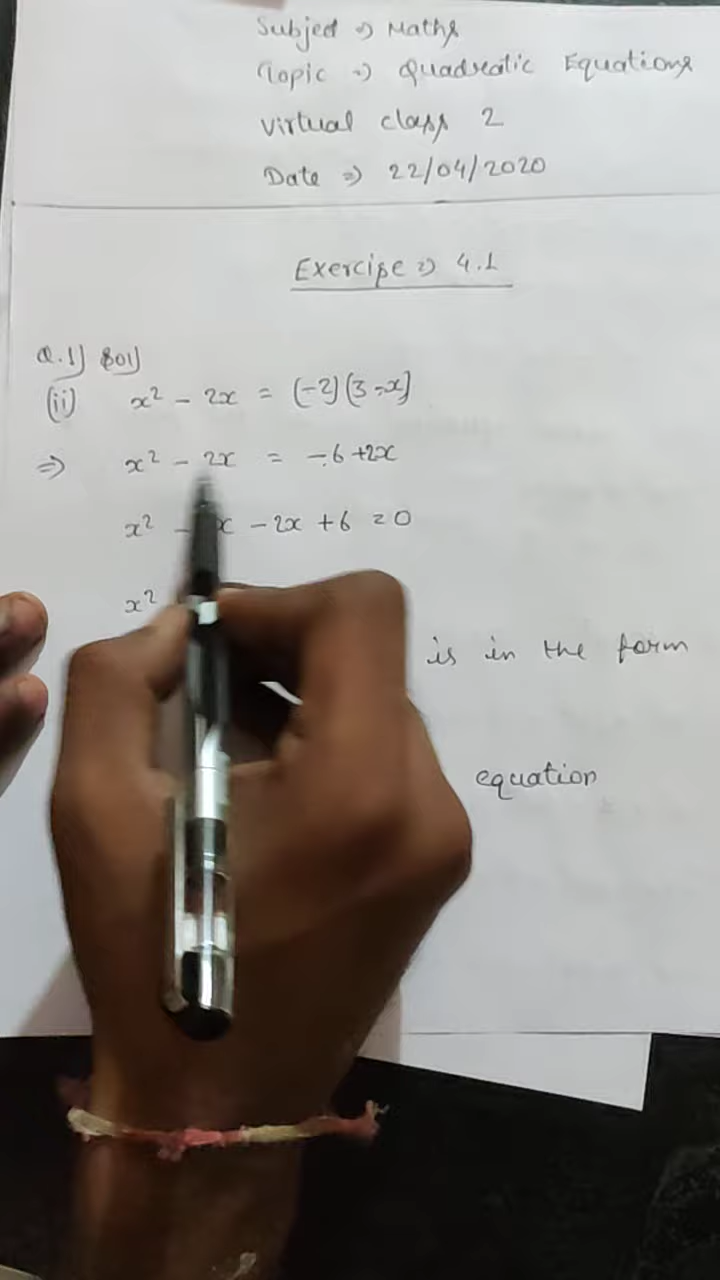 Subject ⇒ Maths
Topic ⇒ Quadratic Equations
Virtual class 2
Date ⇒ 22/04/2020
Exercise ⇒ 4.1
Q.1) Sol)
(ii) x² - 2x = (-2)(3-x)
⇒ x² - 2x = -6+2x
x² - x - 2x + 6 = 0
x²
is in the form
equation